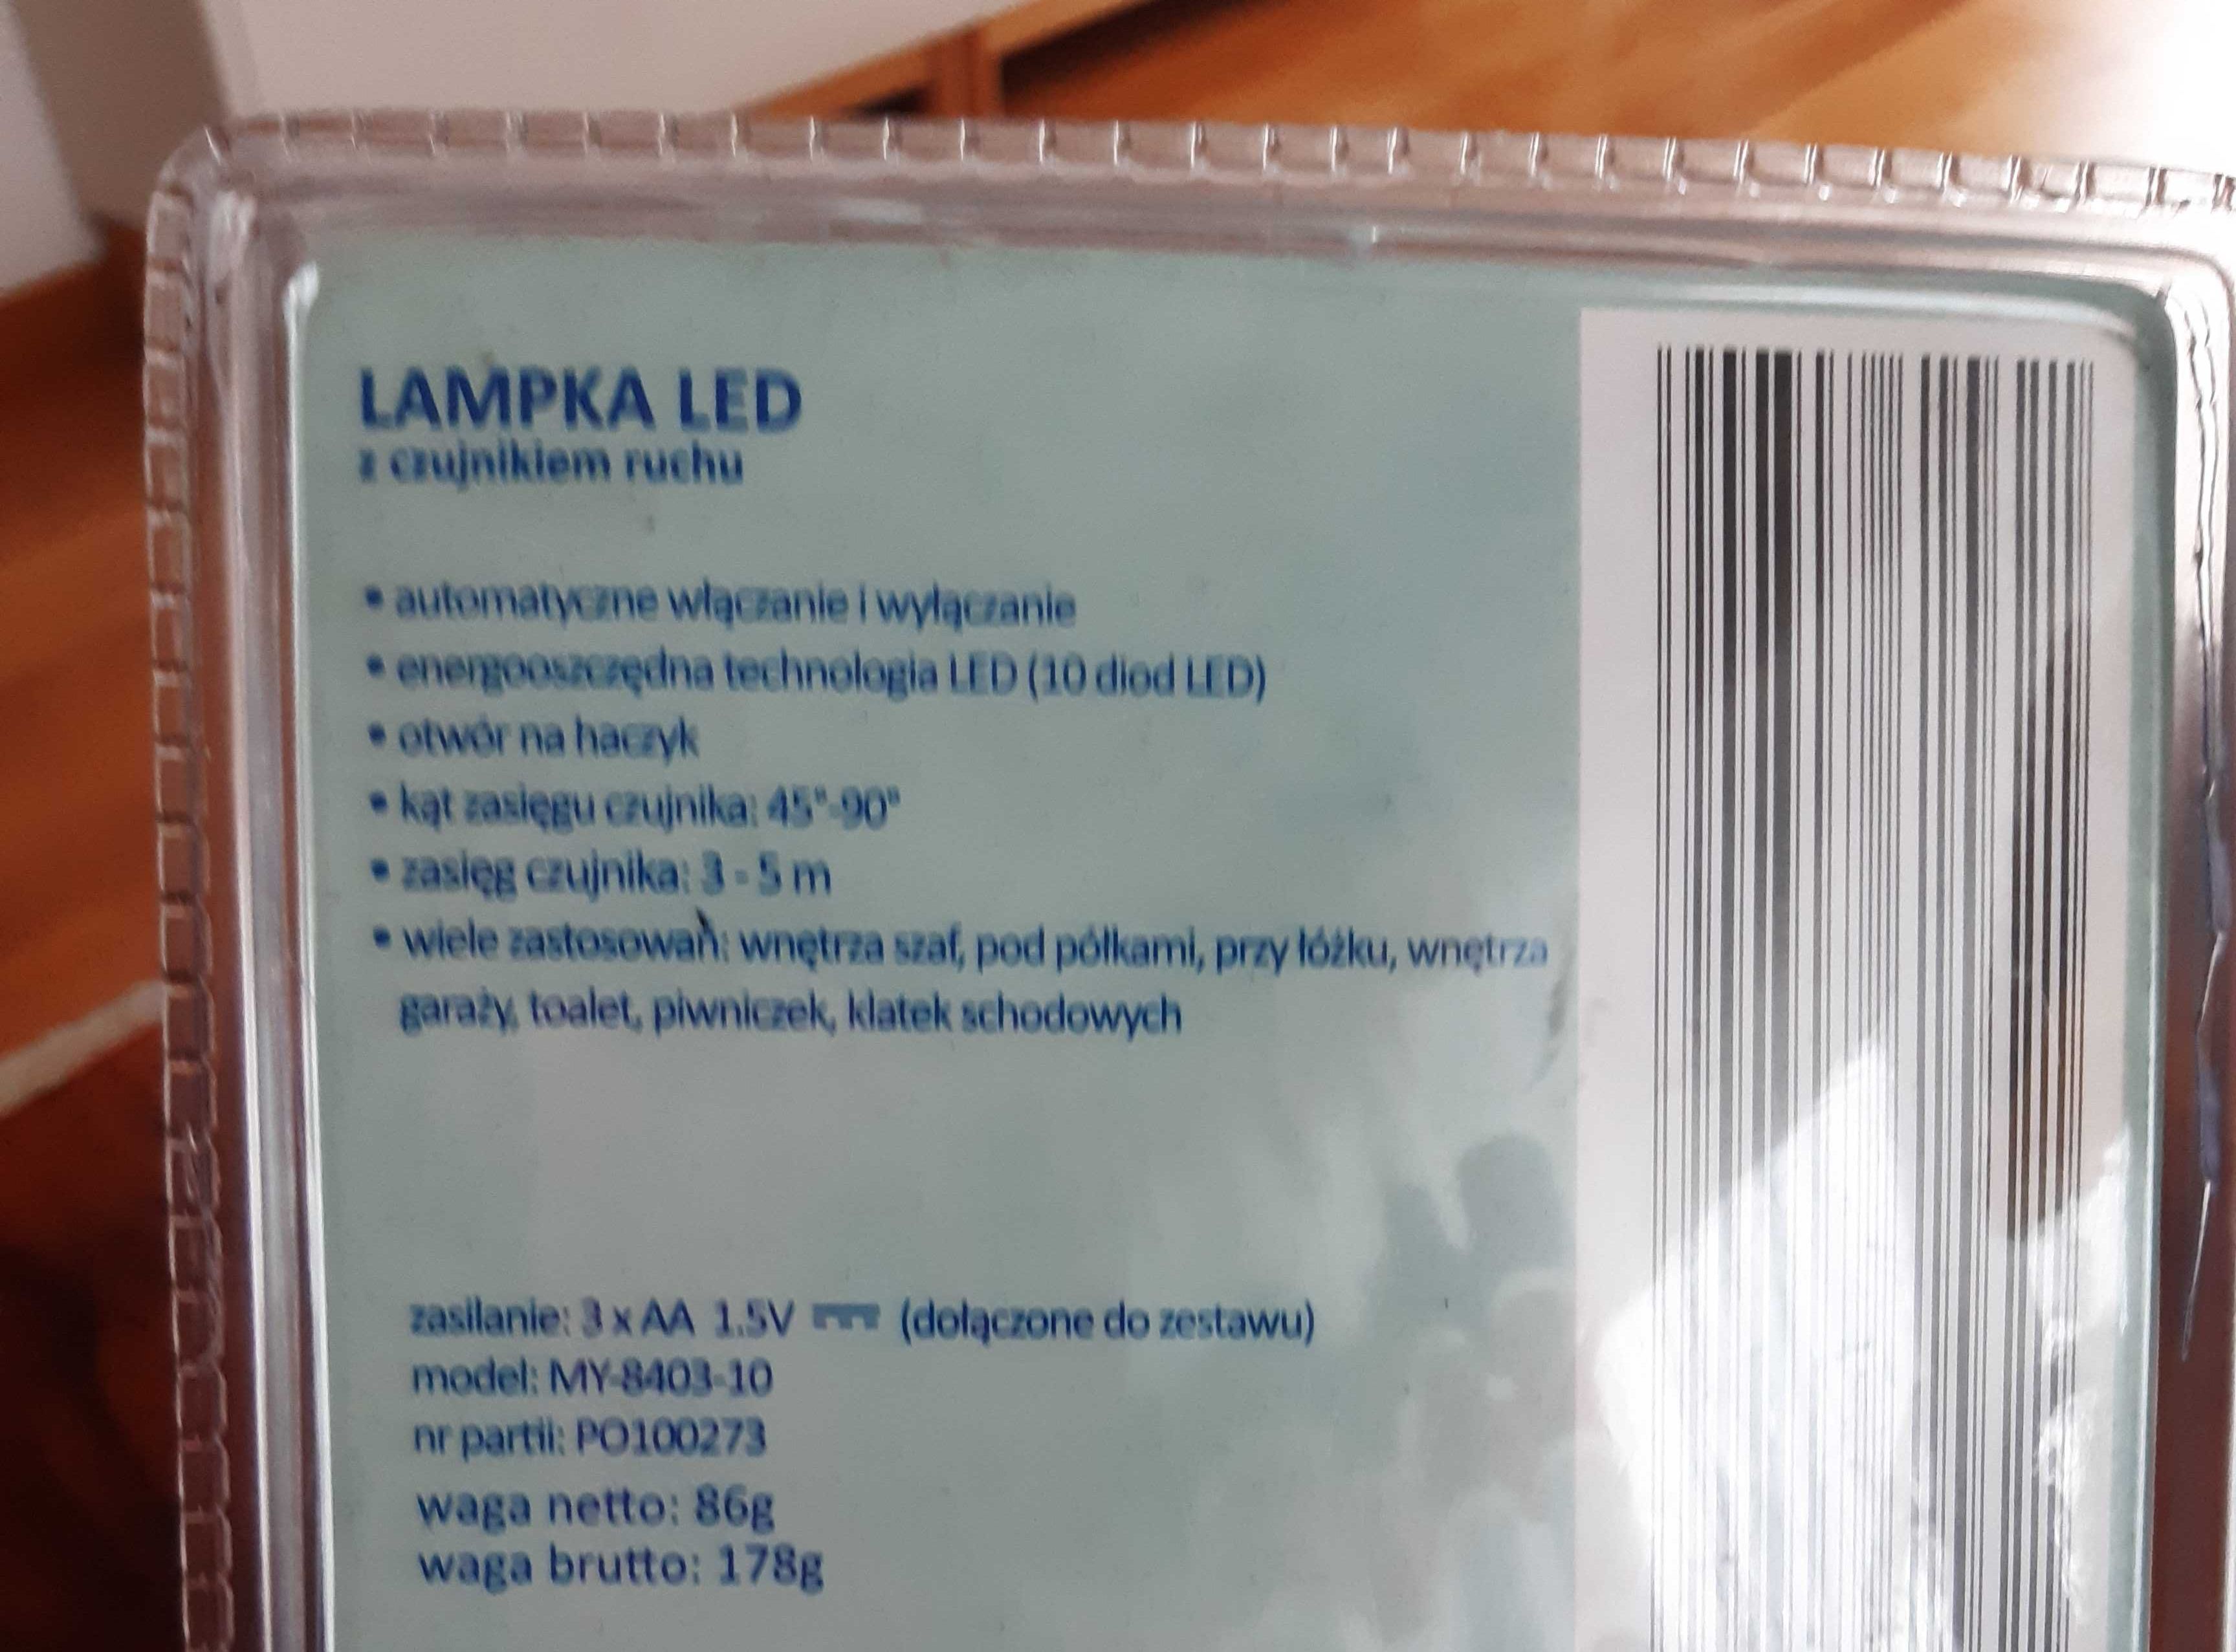 LAMPKA LED
z czujnikiem ruchu
• automatyczne włączanie i wyłączanie
• energooszczędna technologia LED (10 diod LED)
• otwór na haczyk
• kąt zasięgu czujnika: 45°-90°
• zasięg czujnika: 3 - 5 m
• wiele zastosowań: wnętrza szaf, pod półkami, przy łóżku, wnętrza
garaży, toalet, piwniczek, klatek schodowych
zasilanie: 3 x AA 1.5V ⎓ (dołączone do zestawu)
model: MY-8403-10
nr partii: PO100273
waga netto: 86g
waga brutto: 178g